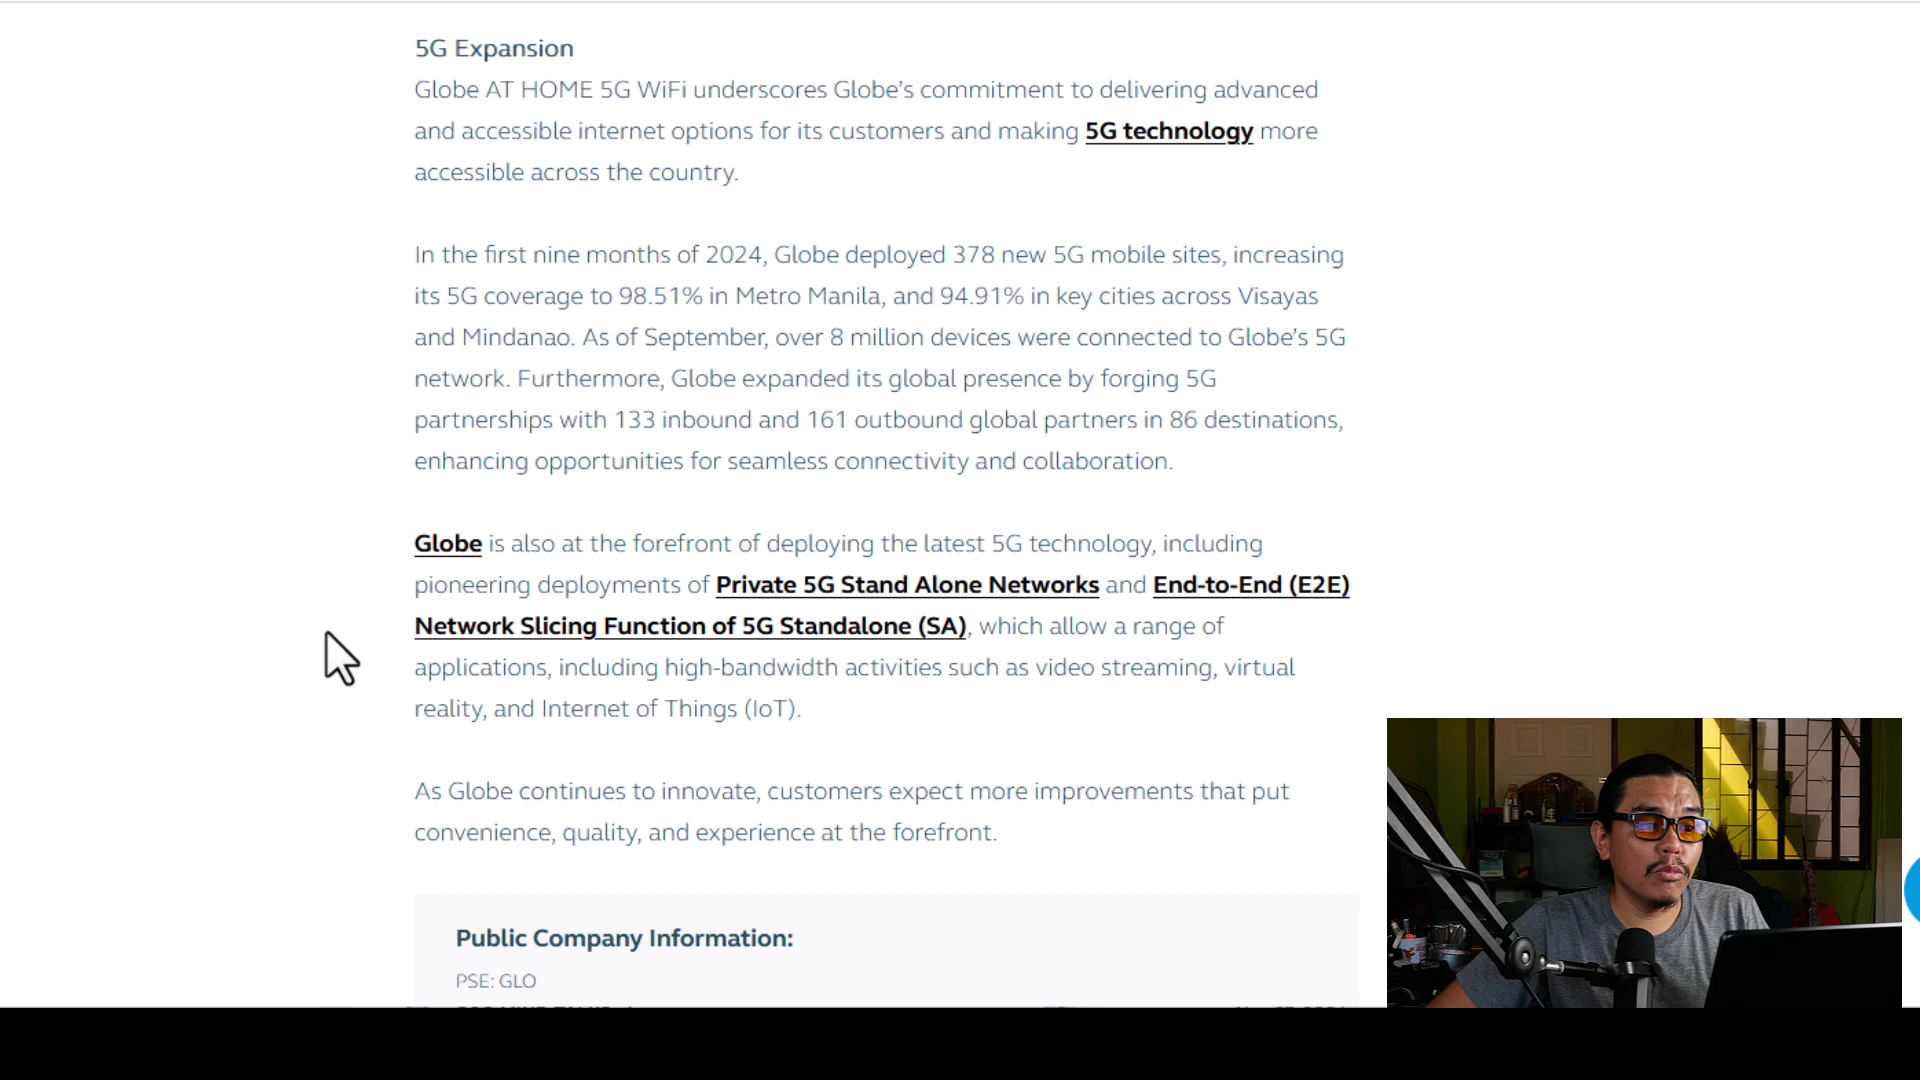 5G Expansion
Globe AT HOME 5G WiFi underscores Globe’s commitment to delivering advanced
and accessible internet options for its customers and making 5G technology more
accessible across the country.
In the first nine months of 2024, Globe deployed 378 new 5G mobile sites, increasing
its 5G coverage to 98.51% in Metro Manila, and 94.91% in key cities across Visayas
and Mindanao. As of September, over 8 million devices were connected to Globe’s 5G
network. Furthermore, Globe expanded its global presence by forging 5G
partnerships with 133 inbound and 161 outbound global partners in 86 destinations,
enhancing opportunities for seamless connectivity and collaboration.
Globe is also at the forefront of deploying the latest 5G technology, including
pioneering deployments of Private 5G Stand Alone Networks and End-to-End (E2E)
Network Slicing Function of 5G Standalone (SA), which allow a range of
applications, including high-bandwidth activities such as video streaming, virtual
reality, and Internet of Things (IoT).
As Globe continues to innovate, customers expect more improvements that put
convenience, quality, and experience at the forefront.
Public Company Information:
PSE: GLO